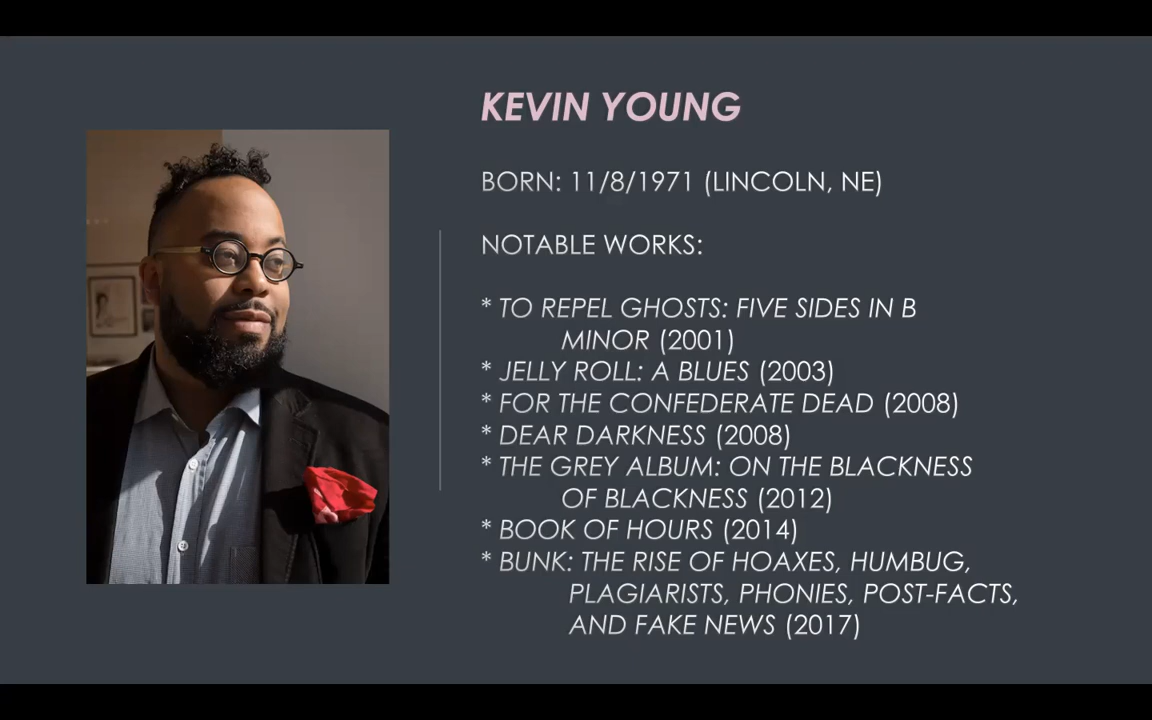 KEVIN YOUNG
BORN: 11/8/1971 (LINCOLN, NE)
NOTABLE WORKS:
* TO REPEL GHOSTS: FIVE SIDES IN B
MINOR (2001)
* JELLY ROLL: A BLUES (2003)
* FOR THE CONFEDERATE DEAD (2008)
* DEAR DARKNESS (2008)
* THE GREY ALBUM: ON THE BLACKNESS
OF BLACKNESS (2012)
* BOOK OF HOURS (2014)
* BUNK: THE RISE OF HOAXES, HUMBUG,
PLAGIARISTS, PHONIES, POST-FACTS,
AND FAKE NEWS (2017)